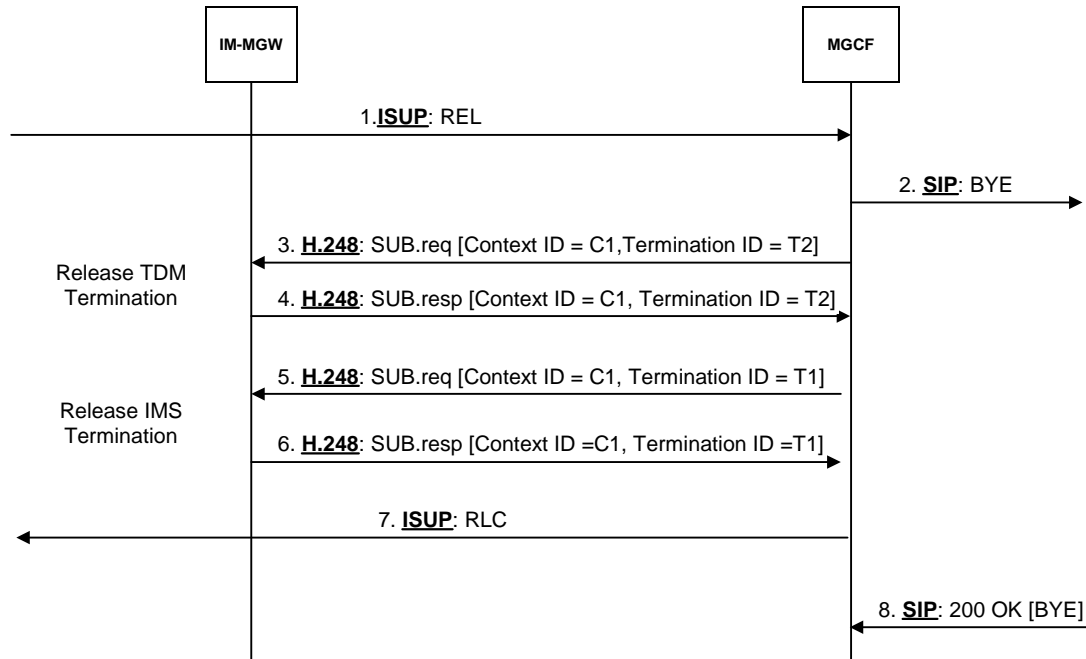 IM-MGW
MGCF
1.ISUP: REL
2. SIP: BYE
3. H.248: SUB.req [Context ID = C1,Termination ID = T2]
Release TDM
Termination
4. H.248: SUB.resp [Context ID = C1, Termination ID = T2]
5. H.248: SUB.req [Context ID = C1, Termination ID = T1]
Release IMS
Termination
6. H.248: SUB.resp [Context ID =C1, Termination ID =T1]
7. ISUP: RLC
8. SIP: 200 OK [BYE]